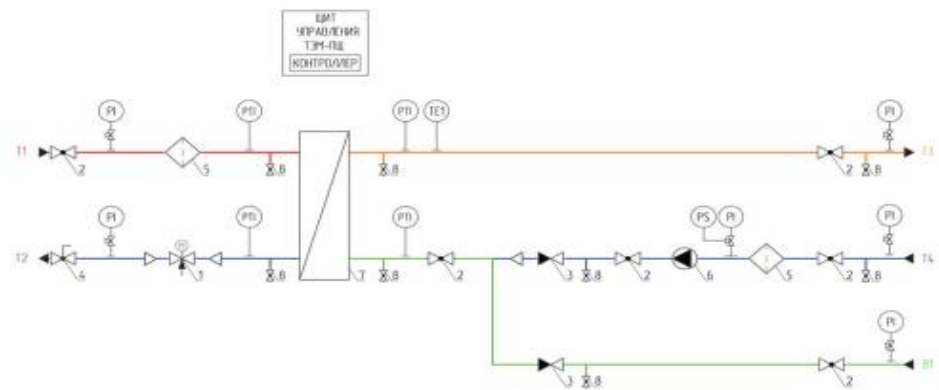 ЩИТ
УПРАВЛЕНИЯ
ТЭМ-ПЩ
КОНТРОЛЛЕР
PI PTI PTI TE1 PI
T1 T3
2 5 8 8 2 8
PI PTI PTI PS PI PI
T2 T4
4 1 8 7 8 2 3 8 2 6 5 2 8
PI
B1
3 8 2